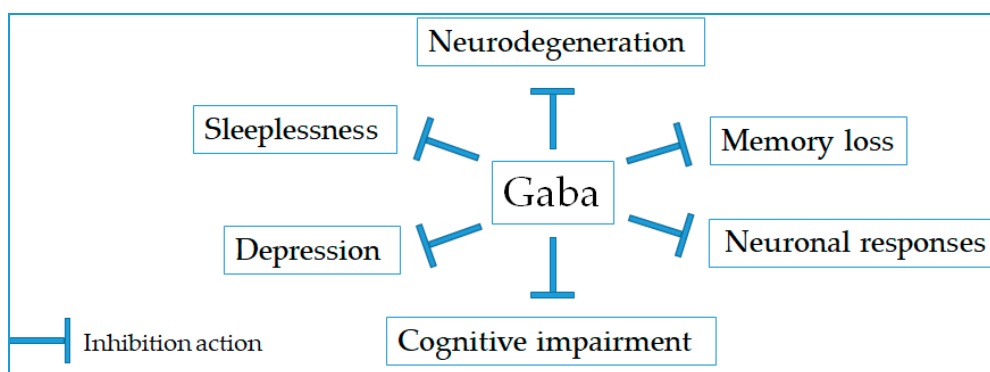 Neurodegeneration
Sleeplessness
Memory loss
Gaba
Depression
Neuronal responses
Cognitive impairment
Inhibition action